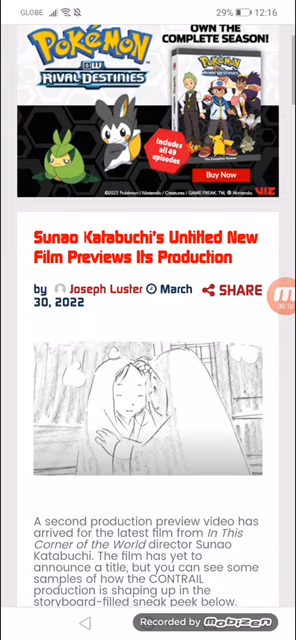 GLOBE
29%
12:16
OWN THE
COMPLETE SEASON!
POKéMON
BW
RIVAL DESTINIES
Includes
all 49
episodes
Buy Now
©2022 Pokémon / Nintendo / Creatures / GAME FREAK, TM, ® Nintendo.
VIZ
Sunao Katabuchi's Untitled New
Film Previews Its Production
by Joseph Luster March
30, 2022
SHARE
00:10
A second production preview video has
arrived for the latest film from In This
Corner of the World director Sunao
Katabuchi. The film has yet to
announce a title, but you can see some
samples of how the CONTRAIL
production is shaping up in the
storyboard-filled sneak peek below.
Recorded by mobizen